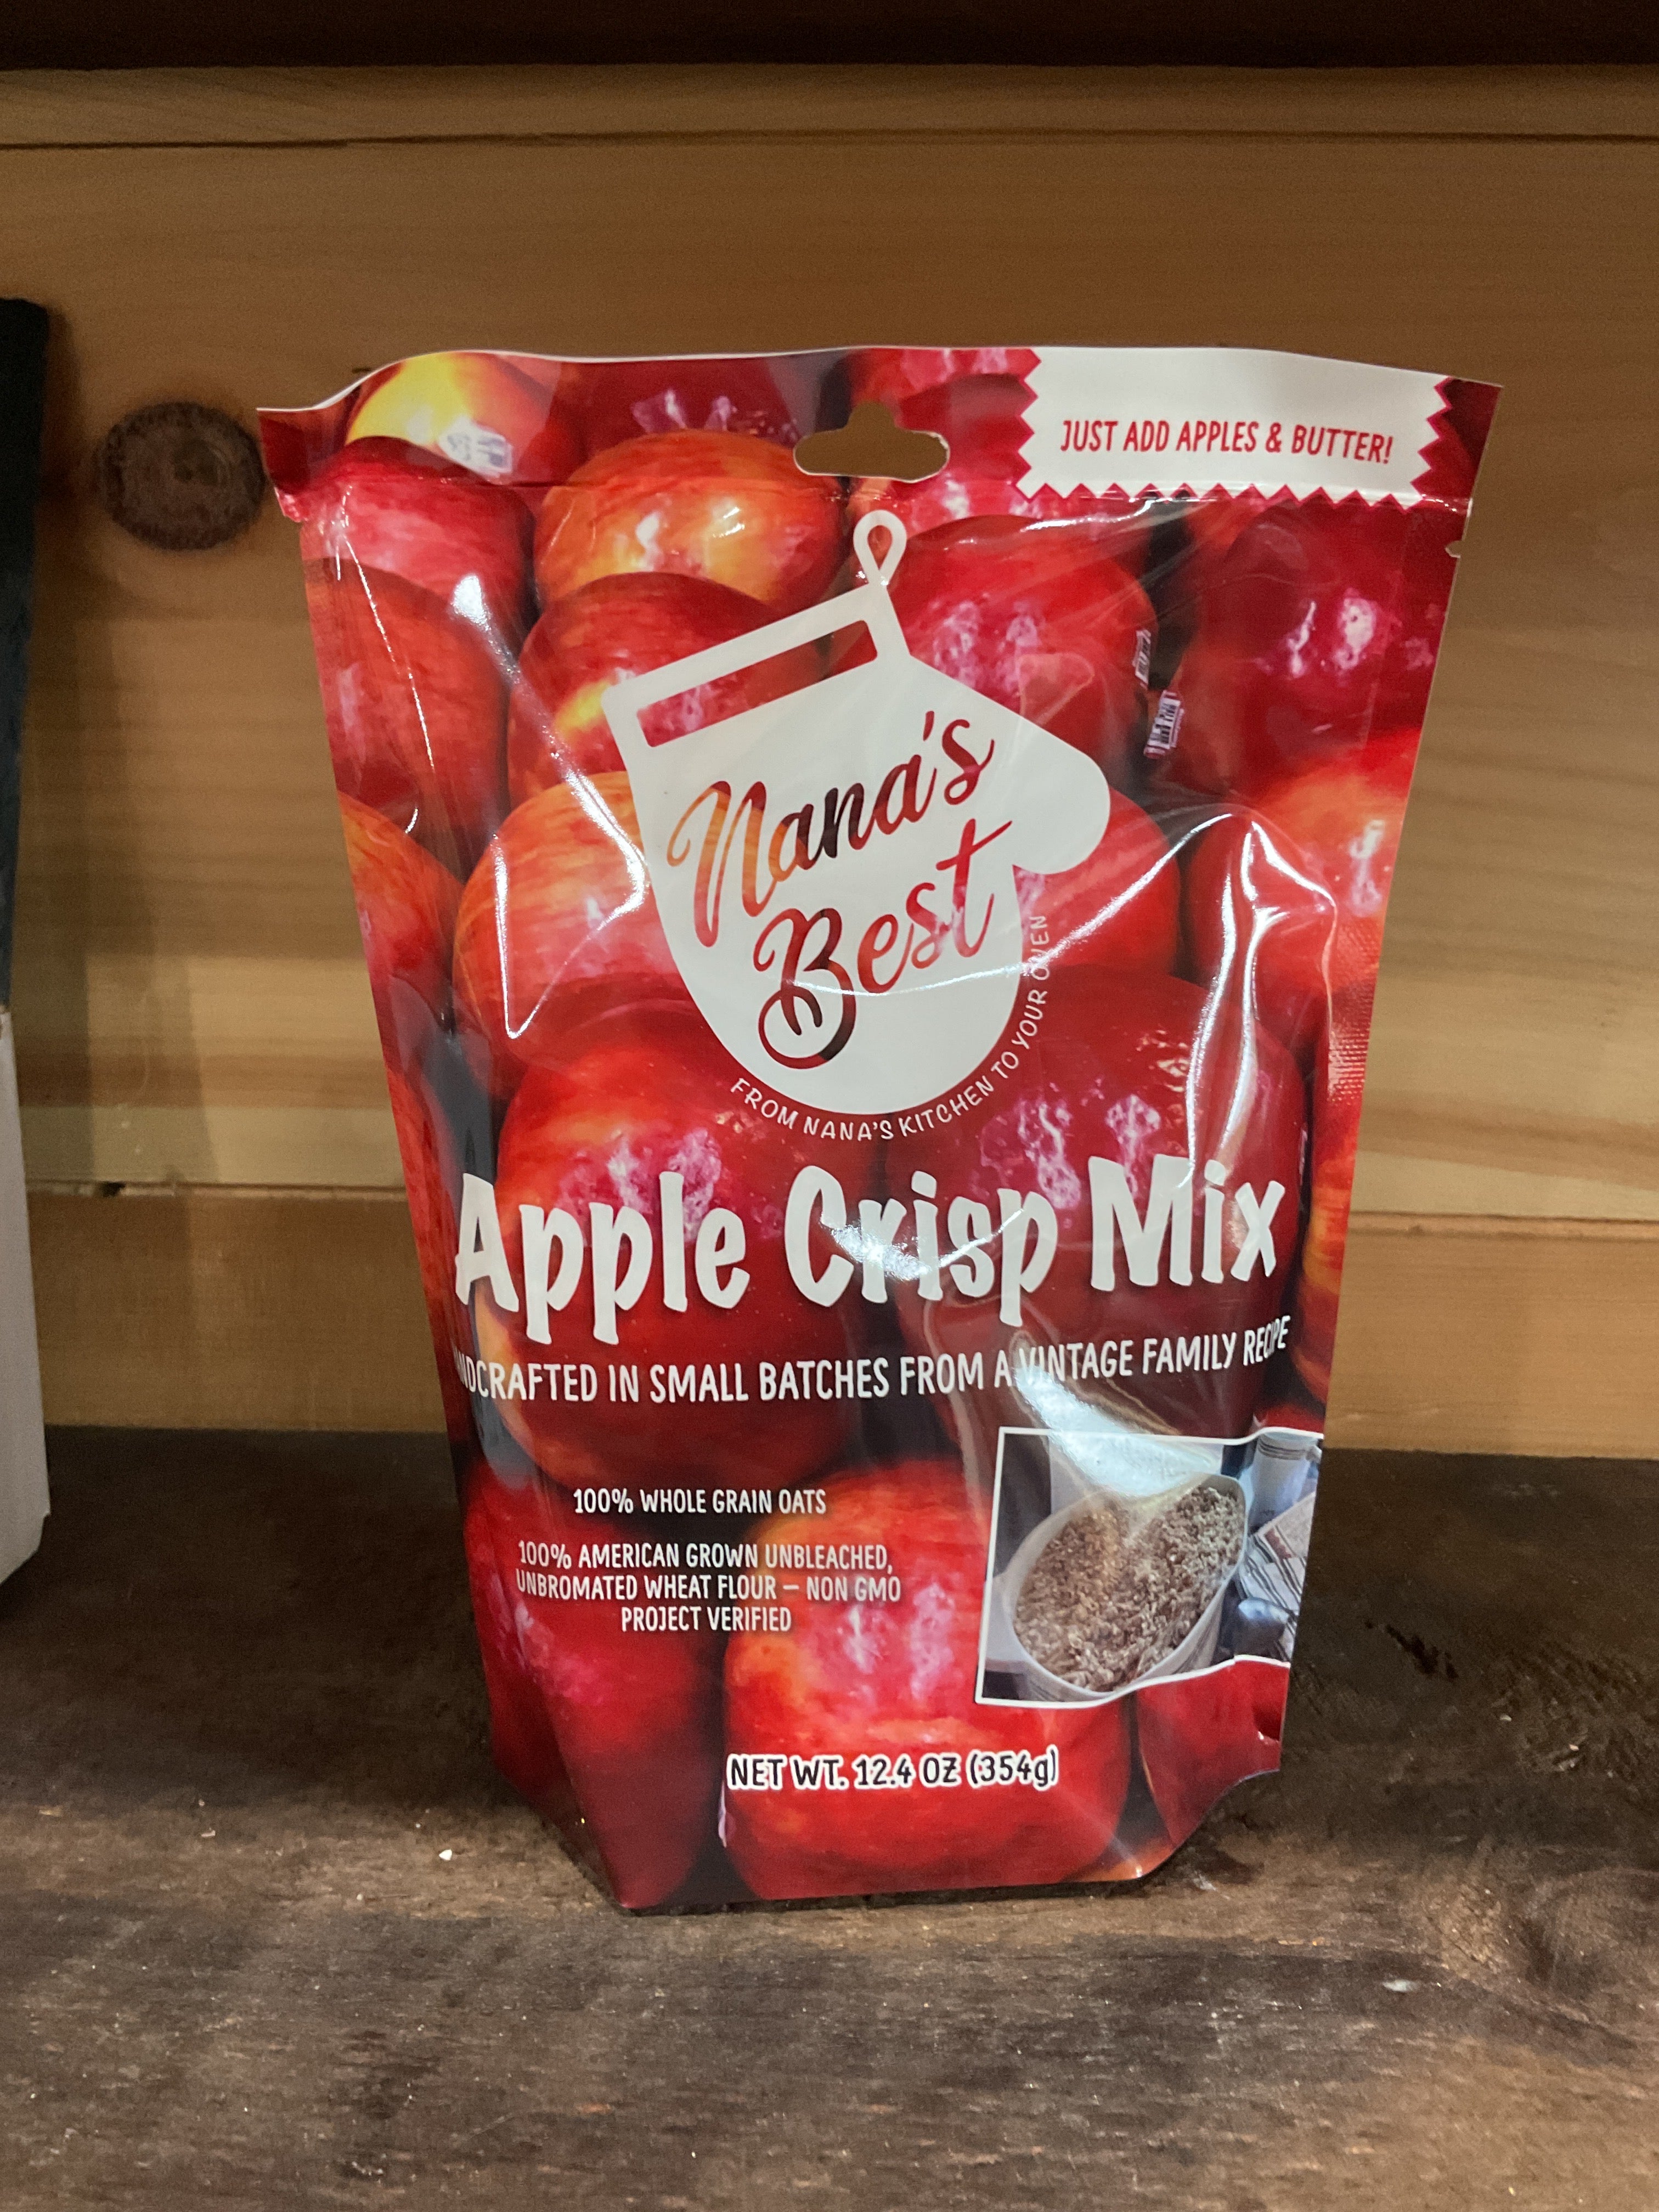 JUST ADD APPLES & BUTTER!
Nana's
Best
FROM NANA'S KITCHEN TO YOUR OVEN
Apple Crisp Mix
NDCRAFTED IN SMALL BATCHES FROM A VINTAGE FAMILY RECIPE
100% WHOLE GRAIN OATS
100% AMERICAN GROWN UNBLEACHED,
UNBROMATED WHEAT FLOUR – NON GMO
PROJECT VERIFIED
NET WT. 12.4 OZ (354g)